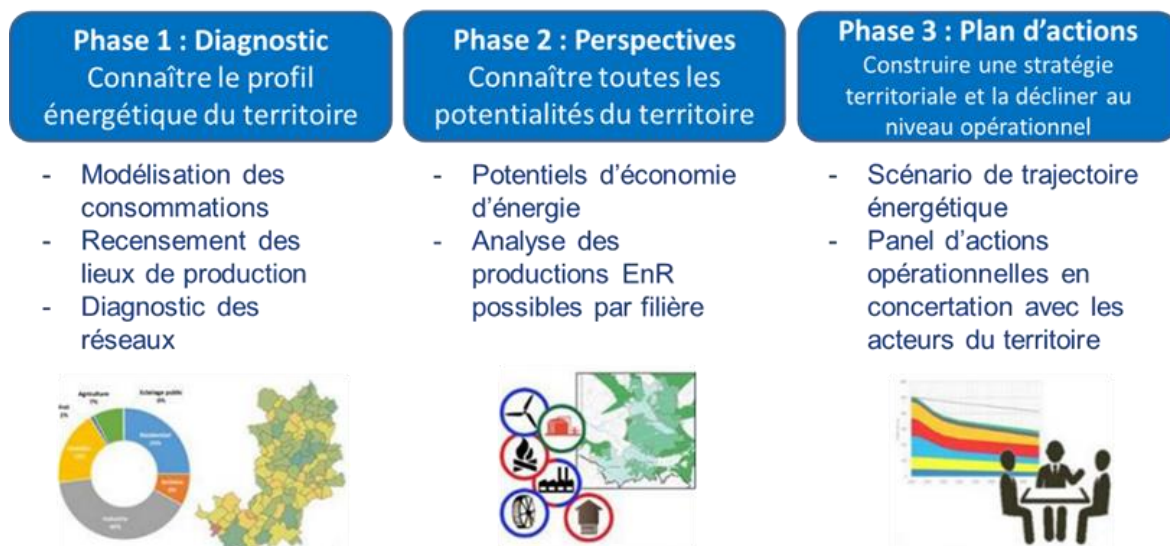 Phase 1 : Diagnostic
Connaître le profil
énergétique du territoire
- Modélisation des
consommations
- Recensement des
lieux de production
- Diagnostic des
réseaux
Agriculture
7%
Eclairage public
0%
Phase 2 : Perspectives
Connaître toutes les
potentialités du territoire
- Potentiels d'économie
d'énergie
- Analyse des
productions EnR
possibles par filière
Phase 3 : Plan d'actions
Construire une stratégie
territoriale et la décliner au
niveau opérationnel
- Scénario de trajectoire
énergétique
- Panel d'actions
opérationnelles en
concertation avec les
acteurs du territoire